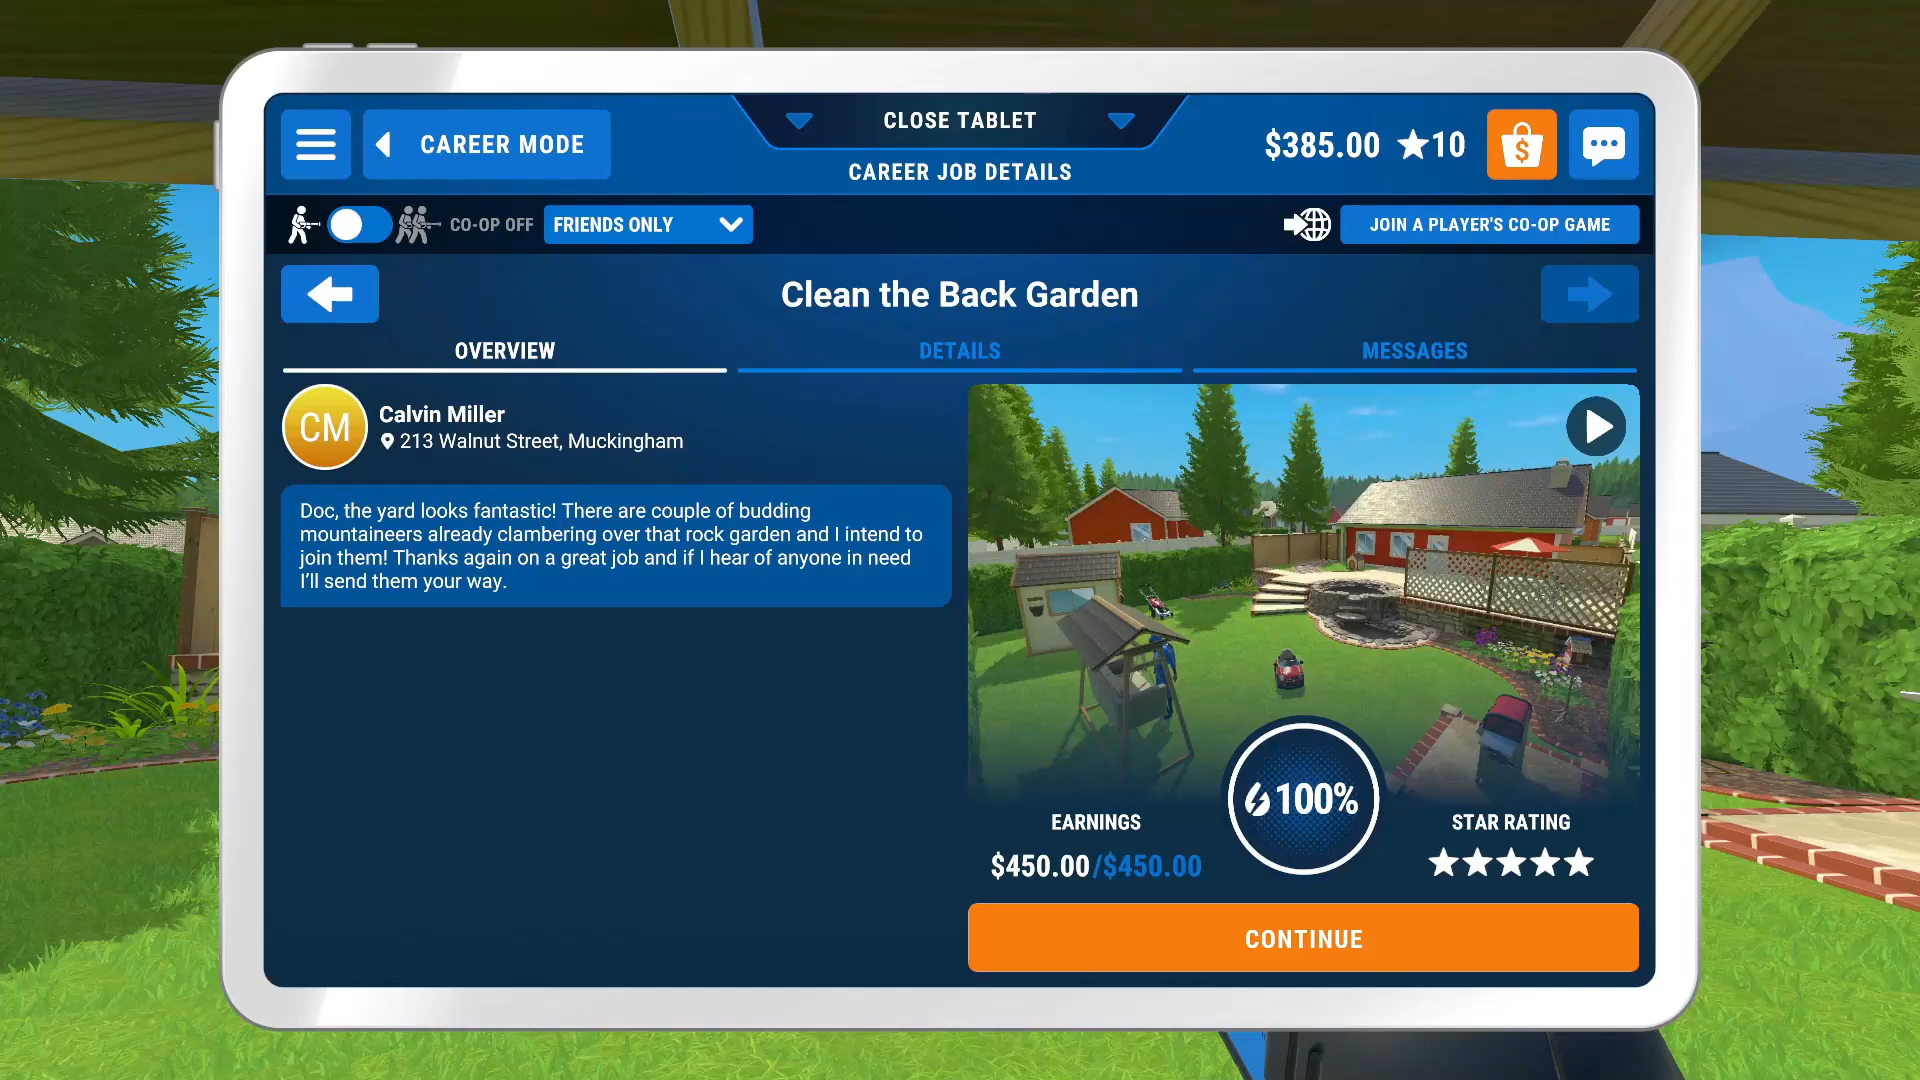 CLOSE TABLET
CAREER MODE
$385.00 ★10
CAREER JOB DETAILS
CO-OP OFF
FRIENDS ONLY
JOIN A PLAYER'S CO-OP GAME
Clean the Back Garden
OVERVIEW
DETAILS
MESSAGES
CM
Calvin Miller
213 Walnut Street, Muckingham
Doc, the yard looks fantastic! There are couple of budding
mountaineers already clambering over that rock garden and I intend to
join them! Thanks again on a great job and if I hear of anyone in need
I'll send them your way.
100%
EARNINGS
$450.00/$450.00
STAR RATING
★★★★★
CONTINUE